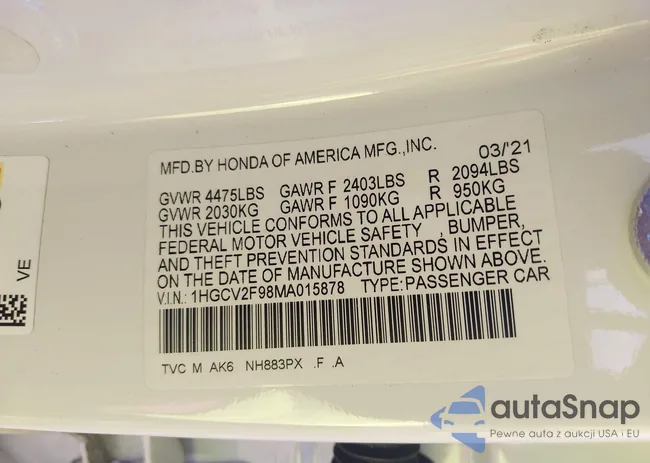 MFD.BY HONDA OF AMERICA MFG.,INC. 03/'21
GVWR 4475LBS GAWR F 2403LBS R 2094LBS
GVWR 2030KG GAWR F 1090KG R 950KG
THIS VEHICLE CONFORMS TO ALL APPLICABLE
FEDERAL MOTOR VEHICLE SAFETY , BUMPER,
AND THEFT PREVENTION STANDARDS IN EFFECT
ON THE DATE OF MANUFACTURE SHOWN ABOVE.
V.I.N.: 1HGCV2F98MA015878 TYPE:PASSENGER CAR
TVC M AK6 NH883PX .F .A
VE
autaSnap
Pewne auta z aukcji USA i EU